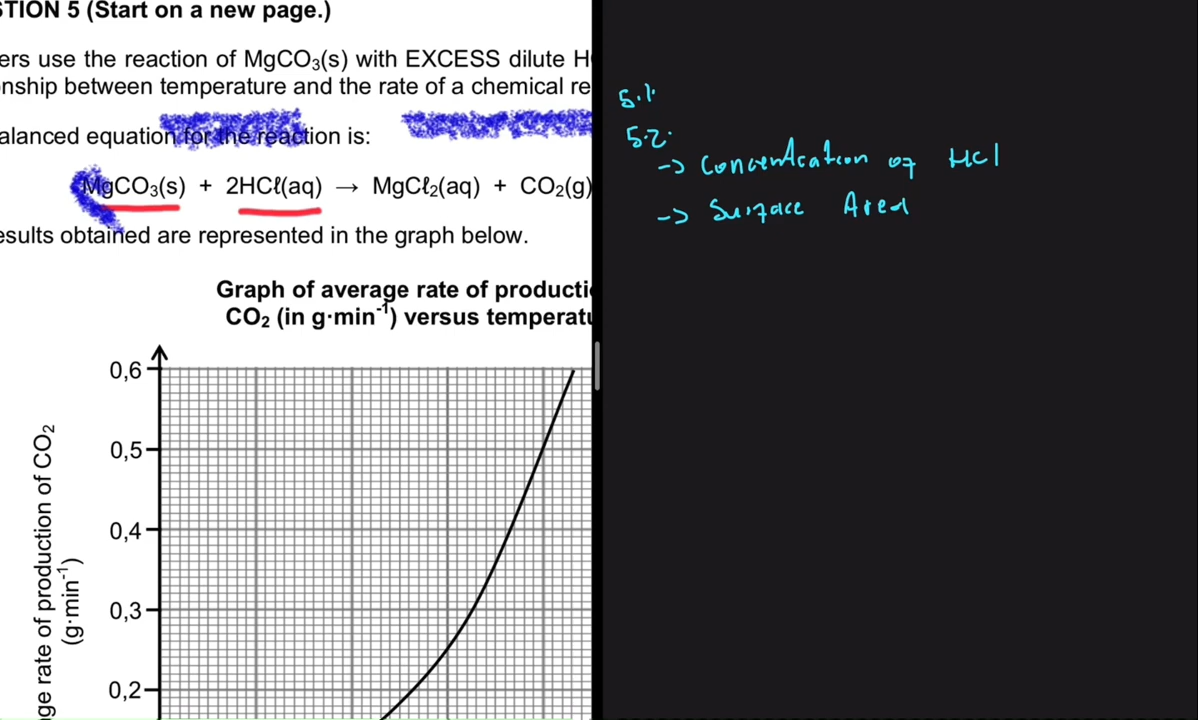 STION 5 (Start on a new page.)
ers use the reaction of MgCO₃(s) with EXCESS dilute H
nship between temperature and the rate of a chemical re
alanced equation for the reaction is:
MgCO₃(s) + 2HCℓ(aq) → MgCℓ₂(aq) + CO₂(g)
esults obtained are represented in the graph below.
Graph of average rate of producti
CO₂ (in g·min⁻¹) versus temperatu
0,6
0,5
0,4
0,3
0,2
ge rate of production of CO₂
(g·min⁻¹)
5.1
5.2.
→ Concentration of HCl
→ Surface Area